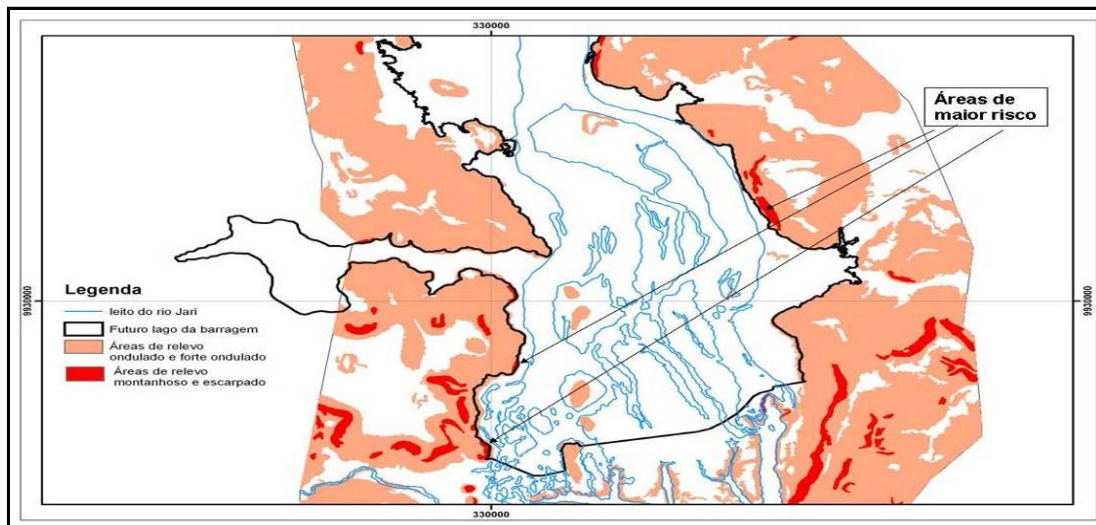 330000
Áreas de
maior risco
9930000
9930000
Legenda
leito do rio Jari
Futuro lago da barragem
Áreas de relevo
ondulado e forte ondulado
Áreas de relevo
montanhoso e escarpado
330000